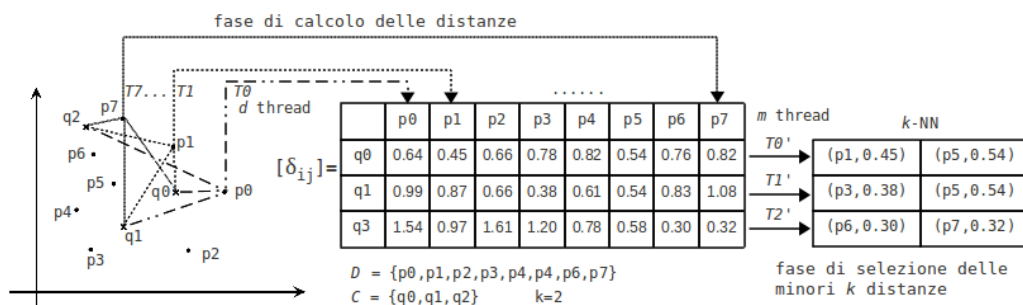 fase di calcolo delle distanze
T7... T1 T0
d thread
......
p7
q2
p1
p6
p5
q0
p0
p4
q1
p3
p2
[δij]=
p0 p1 p2 p3 p4 p5 p6 p7
q0 0.64 0.45 0.66 0.78 0.82 0.54 0.76 0.82
q1 0.99 0.87 0.66 0.38 0.61 0.54 0.83 1.08
q3 1.54 0.97 1.61 1.20 0.78 0.58 0.30 0.32
m thread
T0'
T1'
T2'
k-NN
(p1,0.45) (p5,0.54)
(p3,0.38) (p5,0.54)
(p6,0.30) (p7,0.32)
D = {p0,p1,p2,p3,p4,p4,p6,p7}
C = {q0,q1,q2} k=2
fase di selezione delle
minori k distanze